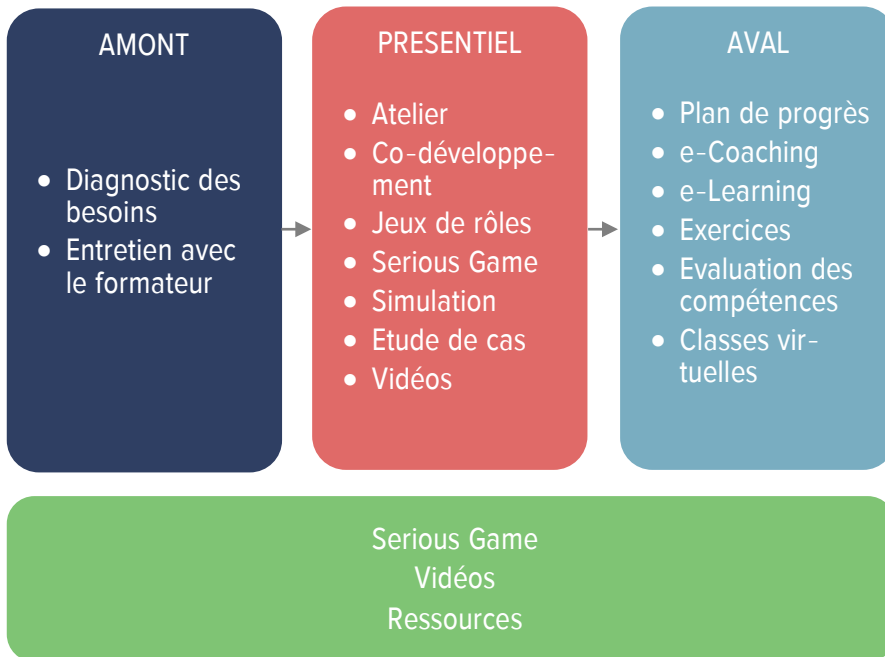 AMONT
• Diagnostic des
besoins
• Entretien avec
le formateur
PRESENTIEL
• Atelier
• Co-développe-
ment
• Jeux de rôles
• Serious Game
• Simulation
• Etude de cas
• Vidéos
AVAL
• Plan de progrès
• e-Coaching
• e-Learning
• Exercices
• Evaluation des
compétences
• Classes vir-
tuelles
Serious Game
Vidéos
Ressources